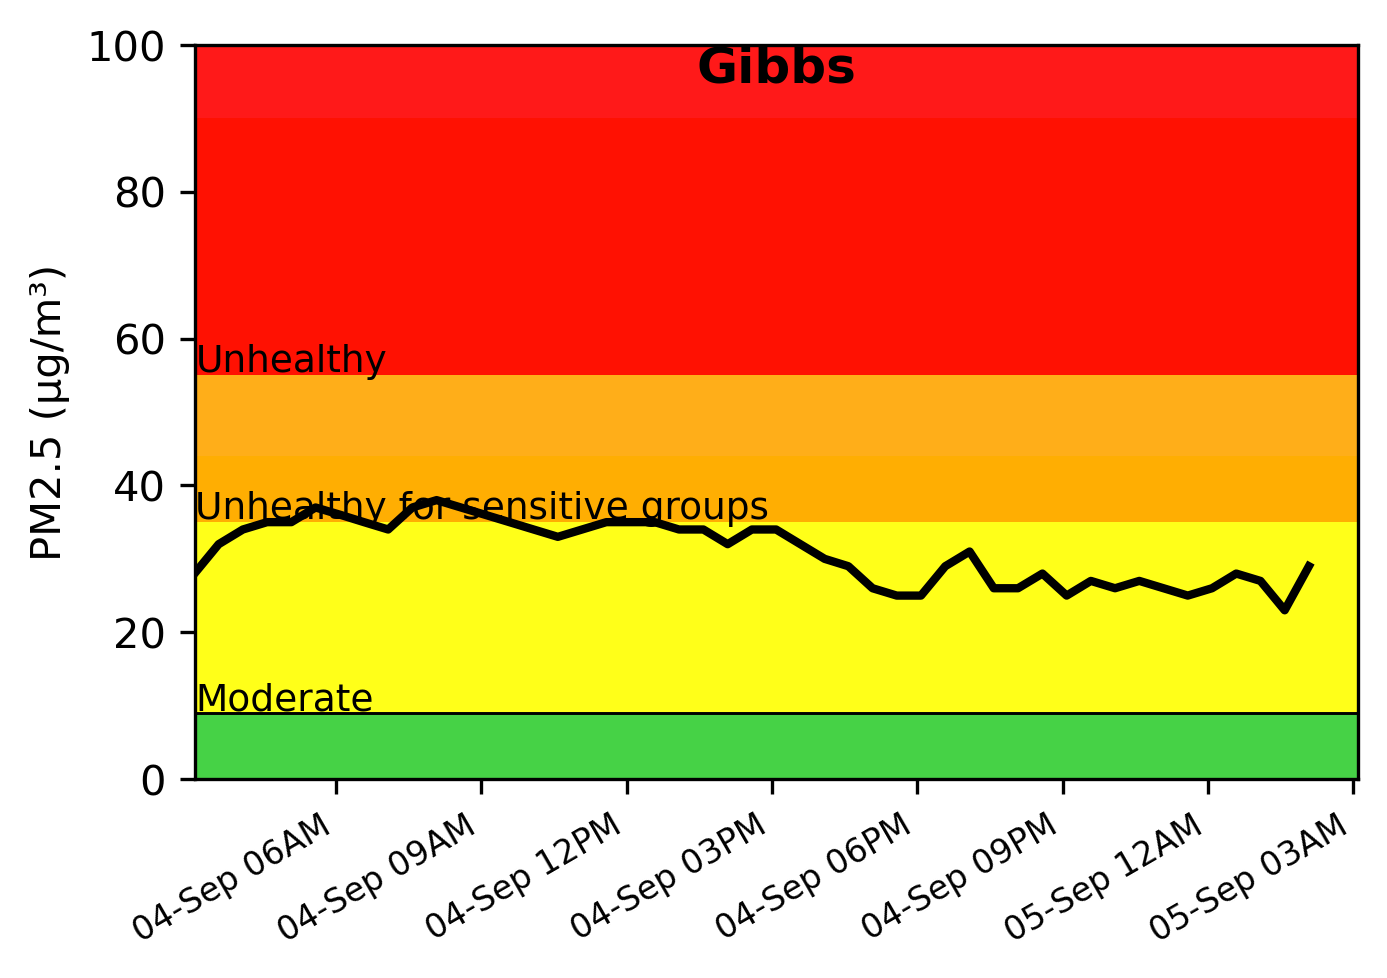 Gibbs
PM2.5 (µg/m³)
100
80
60
40
20
0
Unhealthy
Unhealthy for sensitive groups
Moderate
04-Sep 06AM
04-Sep 09AM
04-Sep 12PM
04-Sep 03PM
04-Sep 06PM
04-Sep 09PM
05-Sep 12AM
05-Sep 03AM